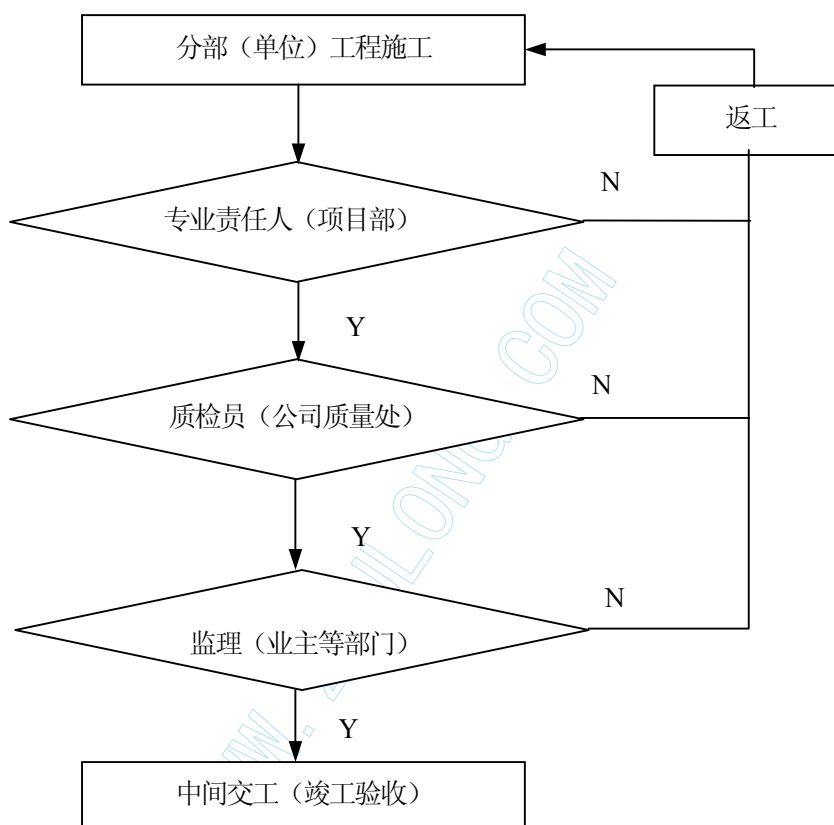 分部（单位）工程施工
返工
N
专业责任人（项目部）
Y
N
质检员（公司质量处）
Y
N
监理（业主等部门）
Y
中间交工（竣工验收）